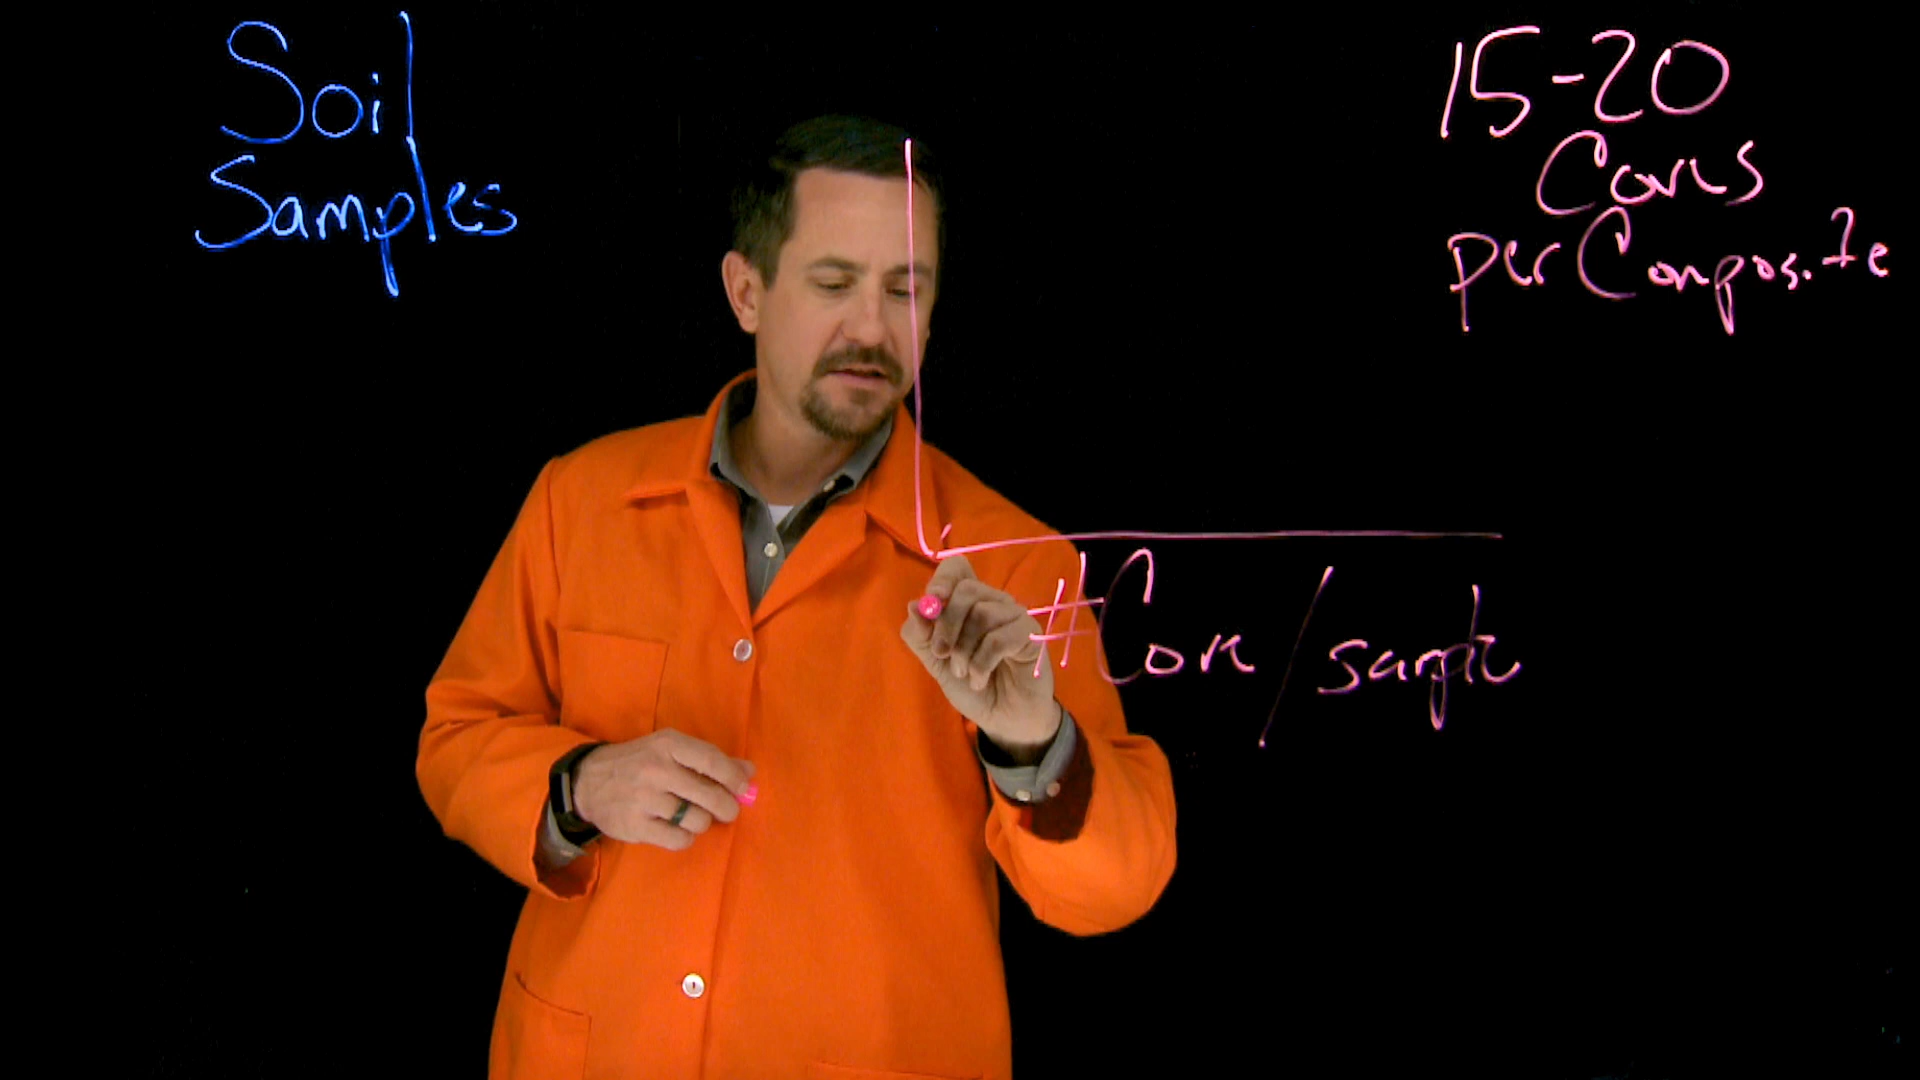 Soil
Samples
15-20
Cores
per Composite
# Core / sample